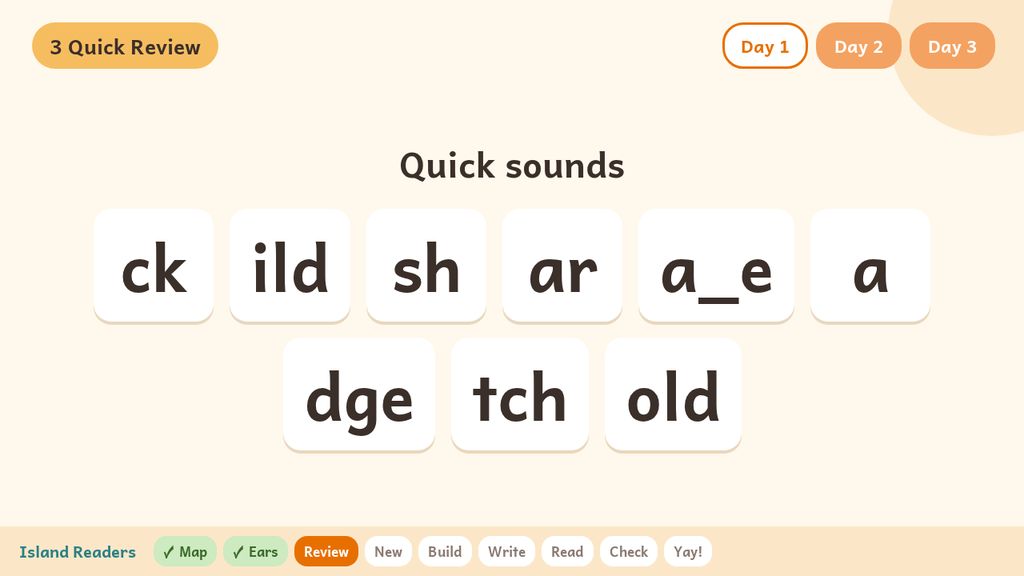 3 Quick Review
Day 1 Day 2 Day 3
Quick sounds
ck ild sh ar a_e a
dge tch old
Island Readers ✓ Map ✓ Ears Review New Build Write Read Check Yay!